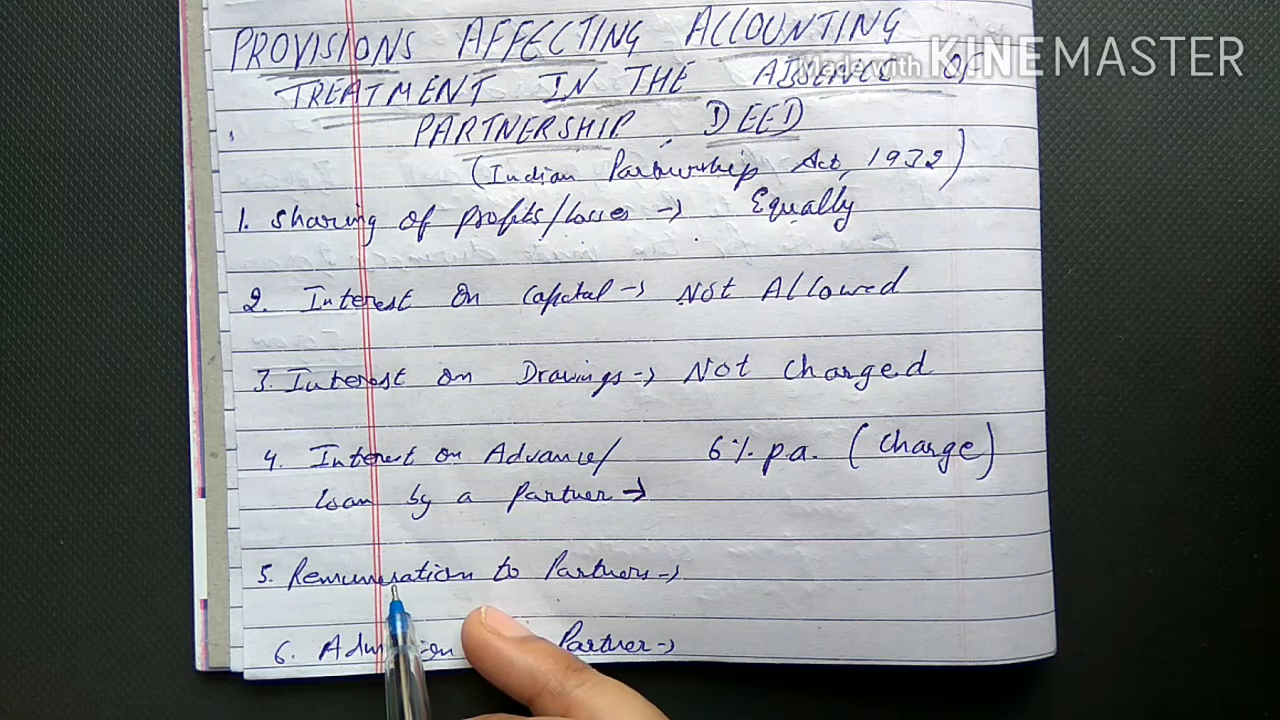 PROVISIONS AFFECTING ACCOUNTING
Made with KINEMASTER
TREATMENT IN THE ABSENCE OF
PARTNERSHIP DEED
(Indian Partnership Act, 1932)
1. Sharing of Profits/Losses → Equally
2. Interest On Capital → Not Allowed
3. Interest on Drawings → Not Charged
4. Interest on Advance/ 6% p.a. (Charge)
Loan by a Partner →
5. Remuneration to Partners →
6. Partner →